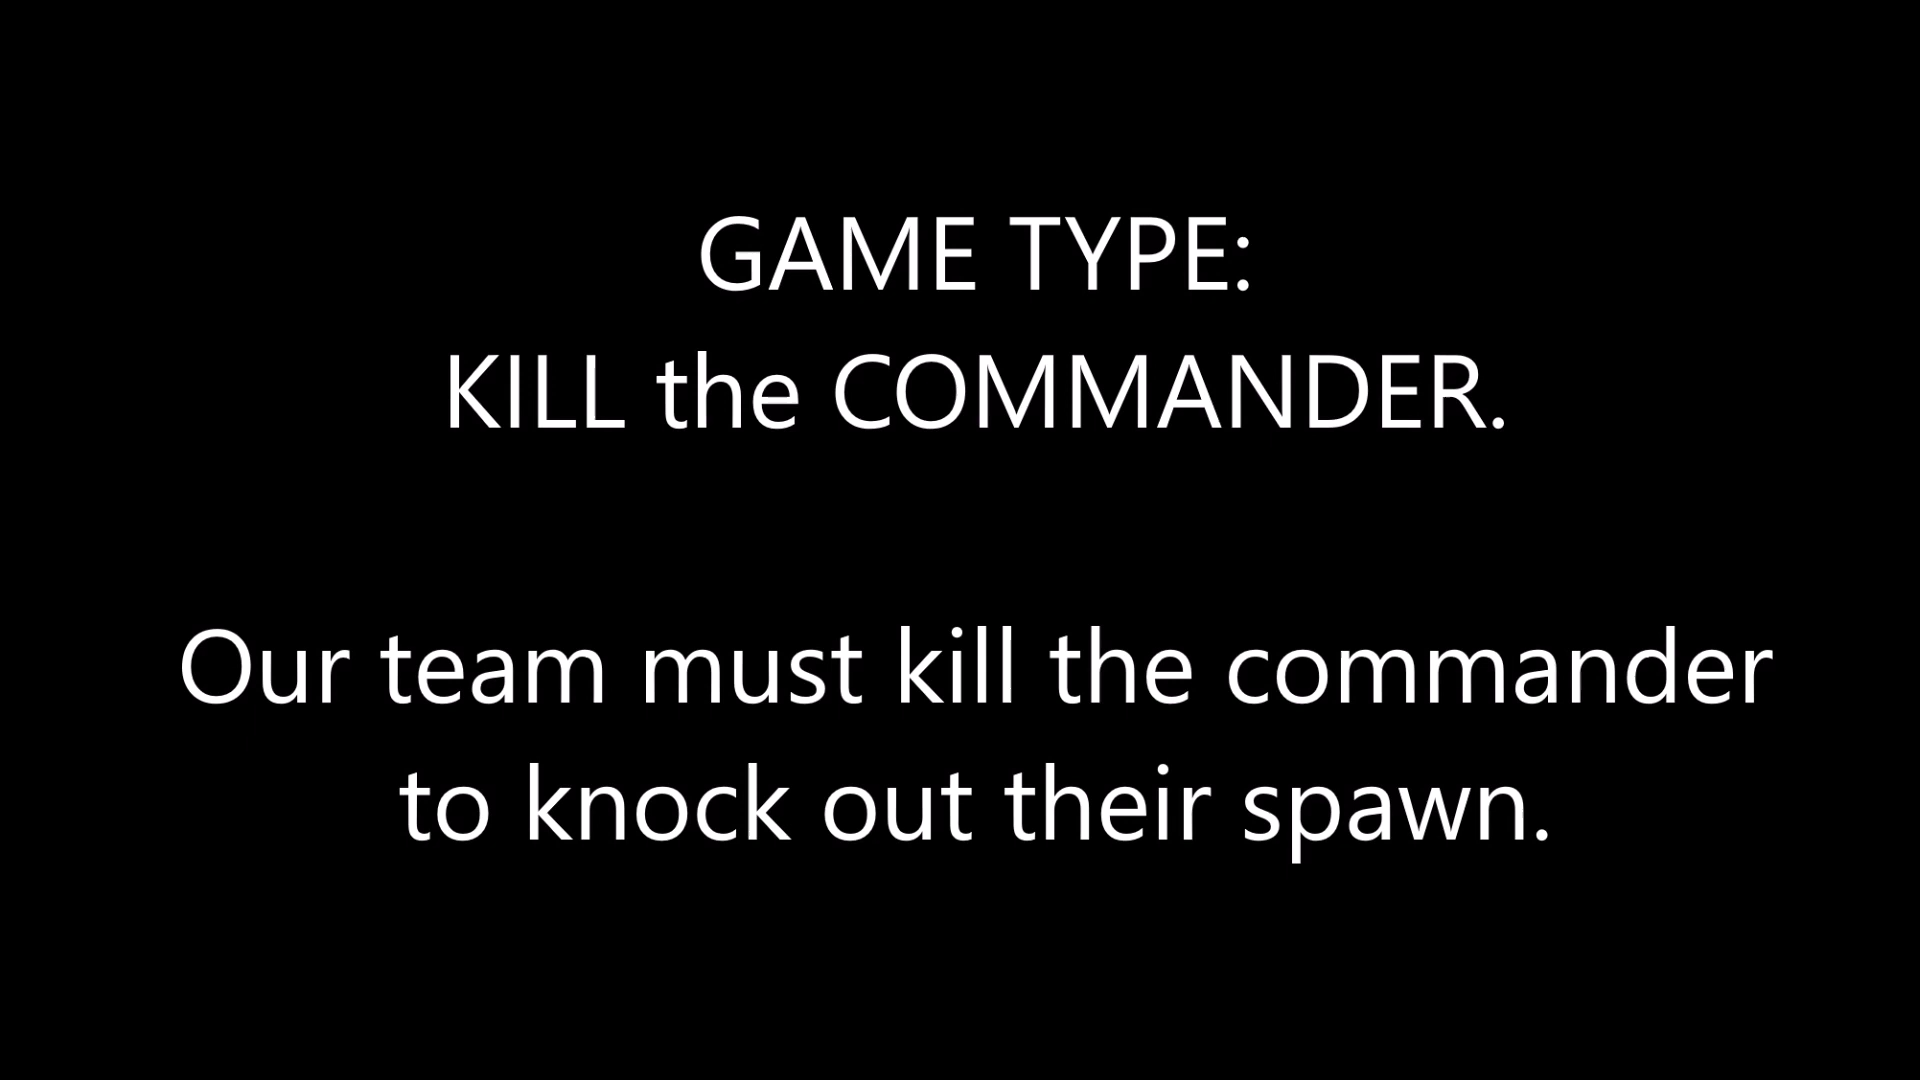 GAME TYPE:
KILL the COMMANDER.
Our team must kill the commander
to knock out their spawn.